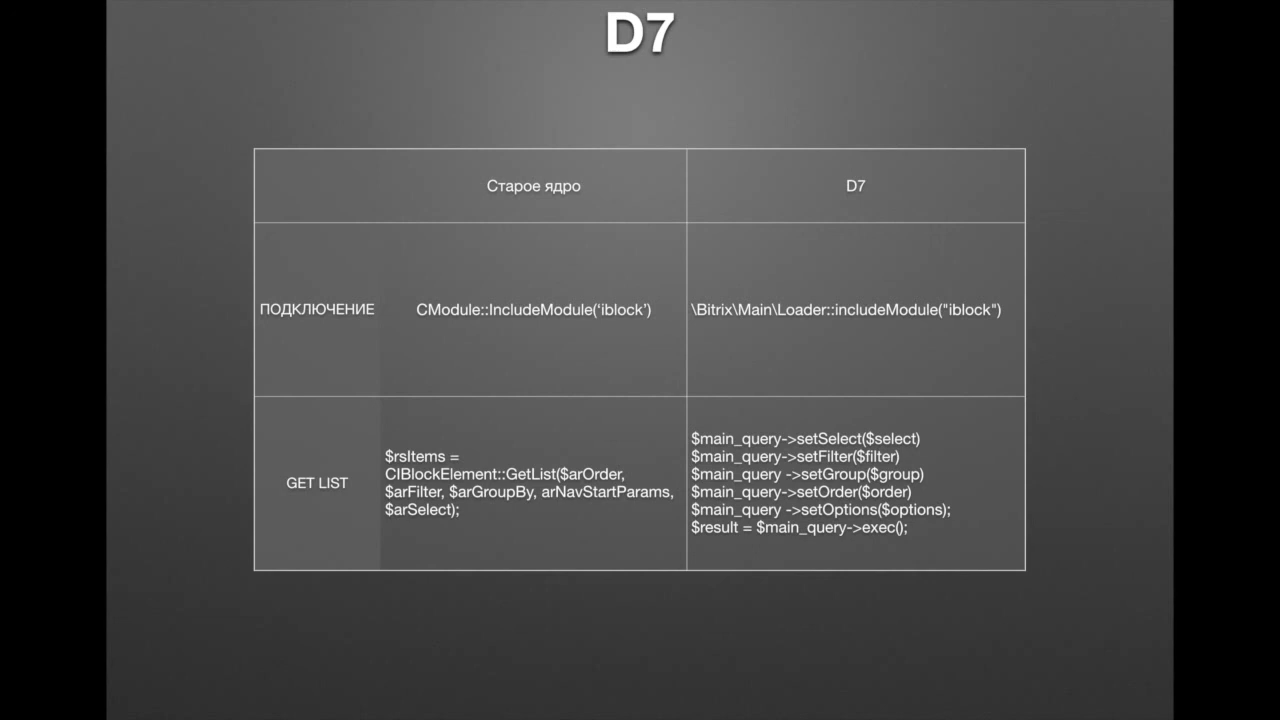 D7
Старое ядро
D7
ПОДКЛЮЧЕНИЕ
CModule::IncludeModule(‘iblock’)
\Bitrix\Main\Loader::includeModule("iblock")
GET LIST
$rsItems =
CIBlockElement::GetList($arOrder,
$arFilter, $arGroupBy, arNavStartParams,
$arSelect);
$main_query->setSelect($select)
$main_query->setFilter($filter)
$main_query ->setGroup($group)
$main_query->setOrder($order)
$main_query ->setOptions($options);
$result = $main_query->exec();